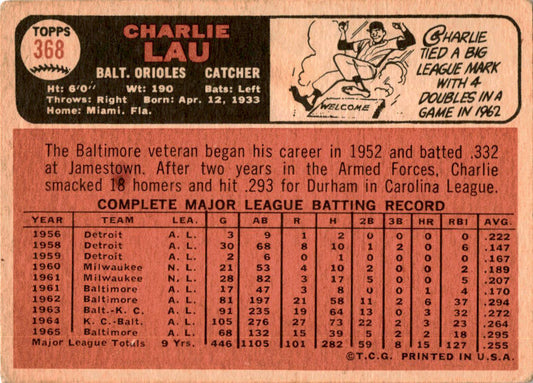 TOPPS
368
CHARLIE
LAU
BALT. ORIOLES CATCHER
Ht: 6'0" Wt: 190 Bats: Left
Throws: Right Born: Apr. 12, 1933
Home: Miami, Fla.
WELCOME
CHARLIE
TIED A BIG
LEAGUE MARK
WITH 4
DOUBLES IN A
GAME IN 1962
The Baltimore veteran began his career in 1952 and batted .332
at Jamestown. After two years in the Armed Forces, Charlie
smacked 18 homers and hit .293 for Durham in Carolina League.
COMPLETE MAJOR LEAGUE BATTING RECORD
YEAR TEAM LEA. G AB R H 2B 3B HR RBI AVG.
1956 Detroit A. L. 3 9 1 2 0 0 0 0 .222
1958 Detroit A. L. 30 68 8 10 1 2 0 6 .147
1959 Detroit A. L. 2 6 0 1 0 0 0 0 .167
1960 Milwaukee N. L. 21 53 4 10 2 0 0 2 .189
1961 Milwaukee N. L. 28 82 3 17 5 0 0 5 .207
1961 Baltimore A. L. 17 47 3 8 0 0 1 4 .170
1962 Baltimore A. L. 81 197 21 58 11 2 6 37 .294
1963 Balt.-K. C. A. L. 91 235 19 64 13 0 3 32 .272
1964 K. C.-Balt. A. L. 105 276 27 73 22 2 3 23 .264
1965 Baltimore A. L. 68 132 15 39 5 2 2 18 .295
Major League Totals 9 Yrs. 446 1105 101 282 59 8 15 127 .255
©T.C.G. PRINTED IN U.S.A.